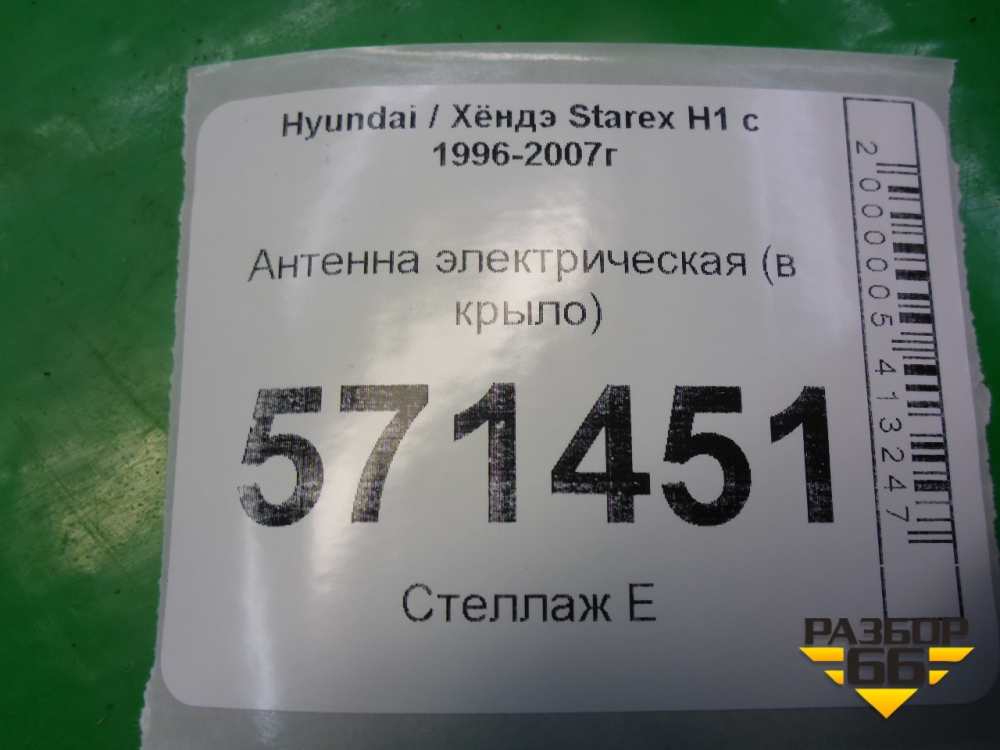 Hyundai / Хёндэ Starex H1 с
1996-2007г
Антенна электрическая (в
крыло)
571451
Стеллаж Е
2000005413247
РАЗБОР
66